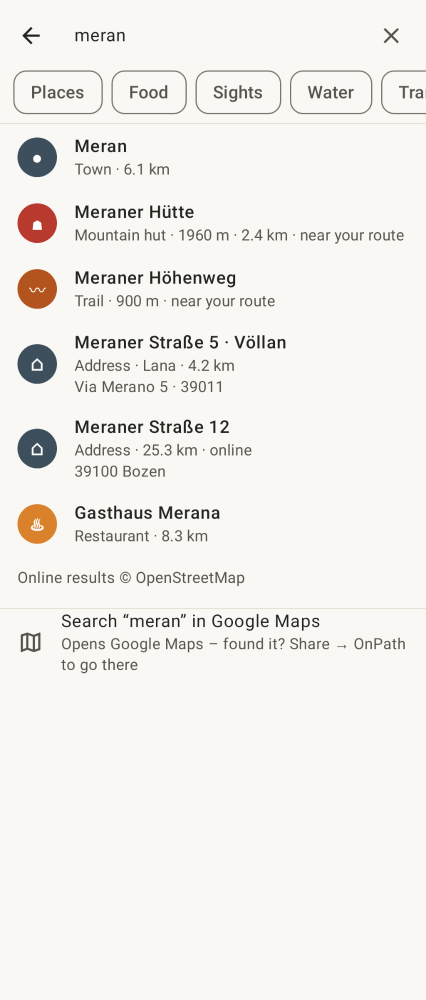 meran
Places
Food
Sights
Water
Meran
Town · 6.1 km
Meraner Hütte
Mountain hut · 1960 m · 2.4 km · near your route
Meraner Höhenweg
Trail · 900 m · near your route
Meraner Straße 5 · Völlan
Address · Lana · 4.2 km
Via Merano 5 · 39011
Meraner Straße 12
Address · 25.3 km · online
39100 Bozen
Gasthaus Merana
Restaurant · 8.3 km
Online results © OpenStreetMap
Search “meran” in Google Maps
Opens Google Maps – found it? Share → OnPath
to go there